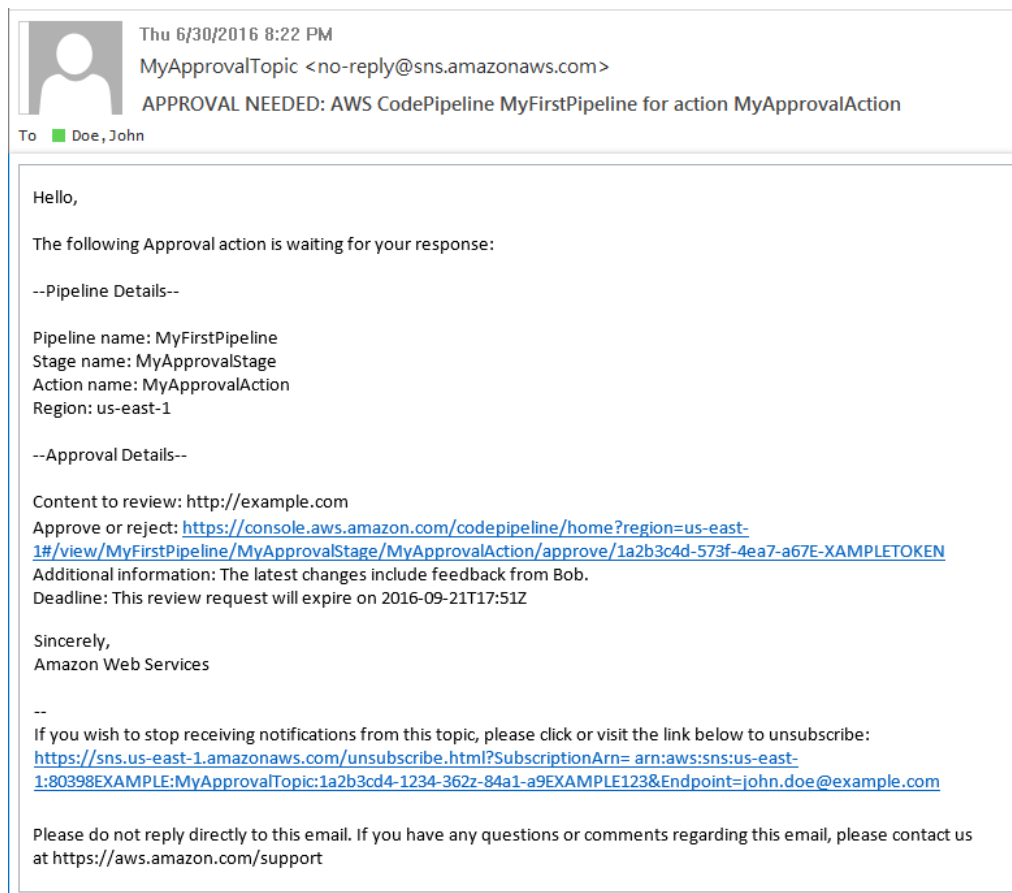 Thu 6/30/2016 8:22 PM
MyApprovalTopic <no-reply@sns.amazonaws.com>
APPROVAL NEEDED: AWS CodePipeline MyFirstPipeline for action MyApprovalAction
To Doe,John
Hello,
The following Approval action is waiting for your response:
--Pipeline Details--
Pipeline name: MyFirstPipeline
Stage name: MyApprovalStage
Action name: MyApprovalAction
Region: us-east-1
--Approval Details--
Content to review: http://example.com
Approve or reject: https://console.aws.amazon.com/codepipeline/home?region=us-east-
1#/view/MyFirstPipeline/MyApprovalStage/MyApprovalAction/approve/1a2b3c4d-573f-4ea7-a67E-XAMPLETOKEN
Additional information: The latest changes include feedback from Bob.
Deadline: This review request will expire on 2016-09-21T17:51Z
Sincerely,
Amazon Web Services
--
If you wish to stop receiving notifications from this topic, please click or visit the link below to unsubscribe:
https://sns.us-east-1.amazonaws.com/unsubscribe.html?SubscriptionArn= arn:aws:sns:us-east-
1:80398EXAMPLE:MyApprovalTopic:1a2b3cd4-1234-362z-84a1-a9EXAMPLE123&Endpoint=john.doe@example.com
Please do not reply directly to this email. If you have any questions or comments regarding this email, please contact us
at https://aws.amazon.com/support